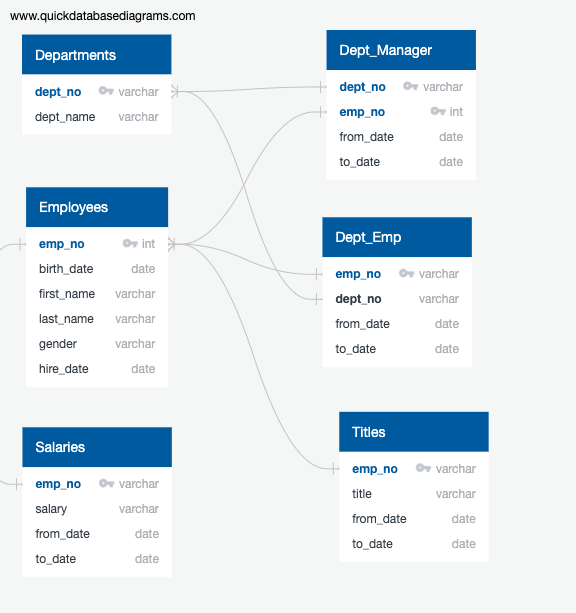 www.quickdatabasediagrams.com
Departments
dept_no varchar
dept_name varchar
Dept_Manager
dept_no varchar
emp_no int
from_date date
to_date date
Employees
emp_no int
birth_date date
first_name varchar
last_name varchar
gender varchar
hire_date date
Dept_Emp
emp_no varchar
dept_no varchar
from_date date
to_date date
Salaries
emp_no varchar
salary varchar
from_date date
to_date date
Titles
emp_no varchar
title varchar
from_date date
to_date date